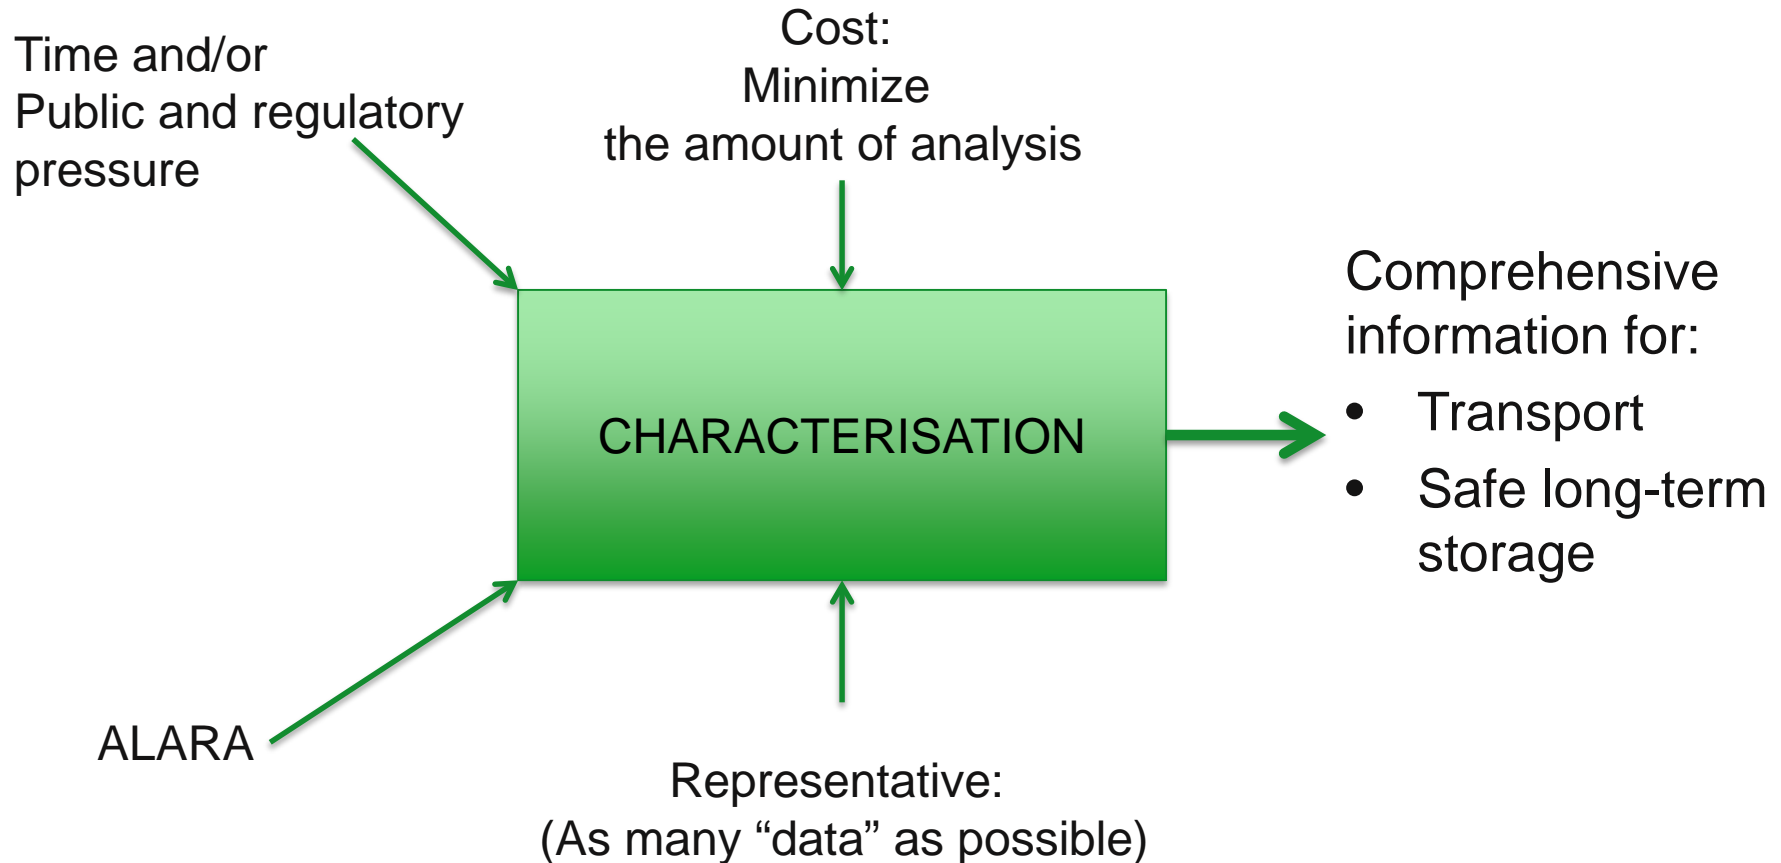 Time and/or
Public and regulatory
pressure
Cost:
Minimize
the amount of analysis
CHARACTERISATION
Comprehensive
information for:
• Transport
• Safe long-term
storage
ALARA
Representative:
(As many “data” as possible)